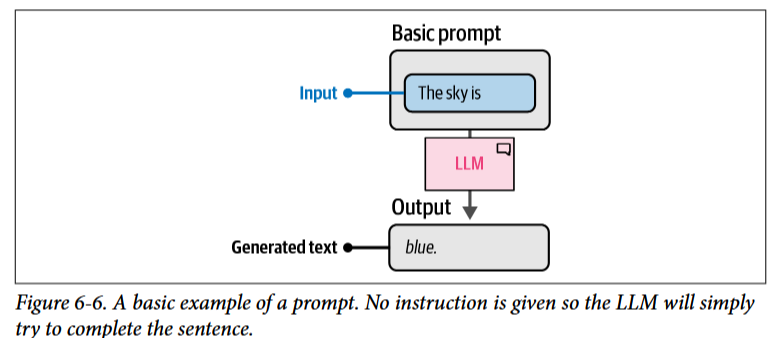 Basic prompt
Input
The sky is
LLM
Output
Generated text
blue.
Figure 6-6. A basic example of a prompt. No instruction is given so the LLM will simply
try to complete the sentence.